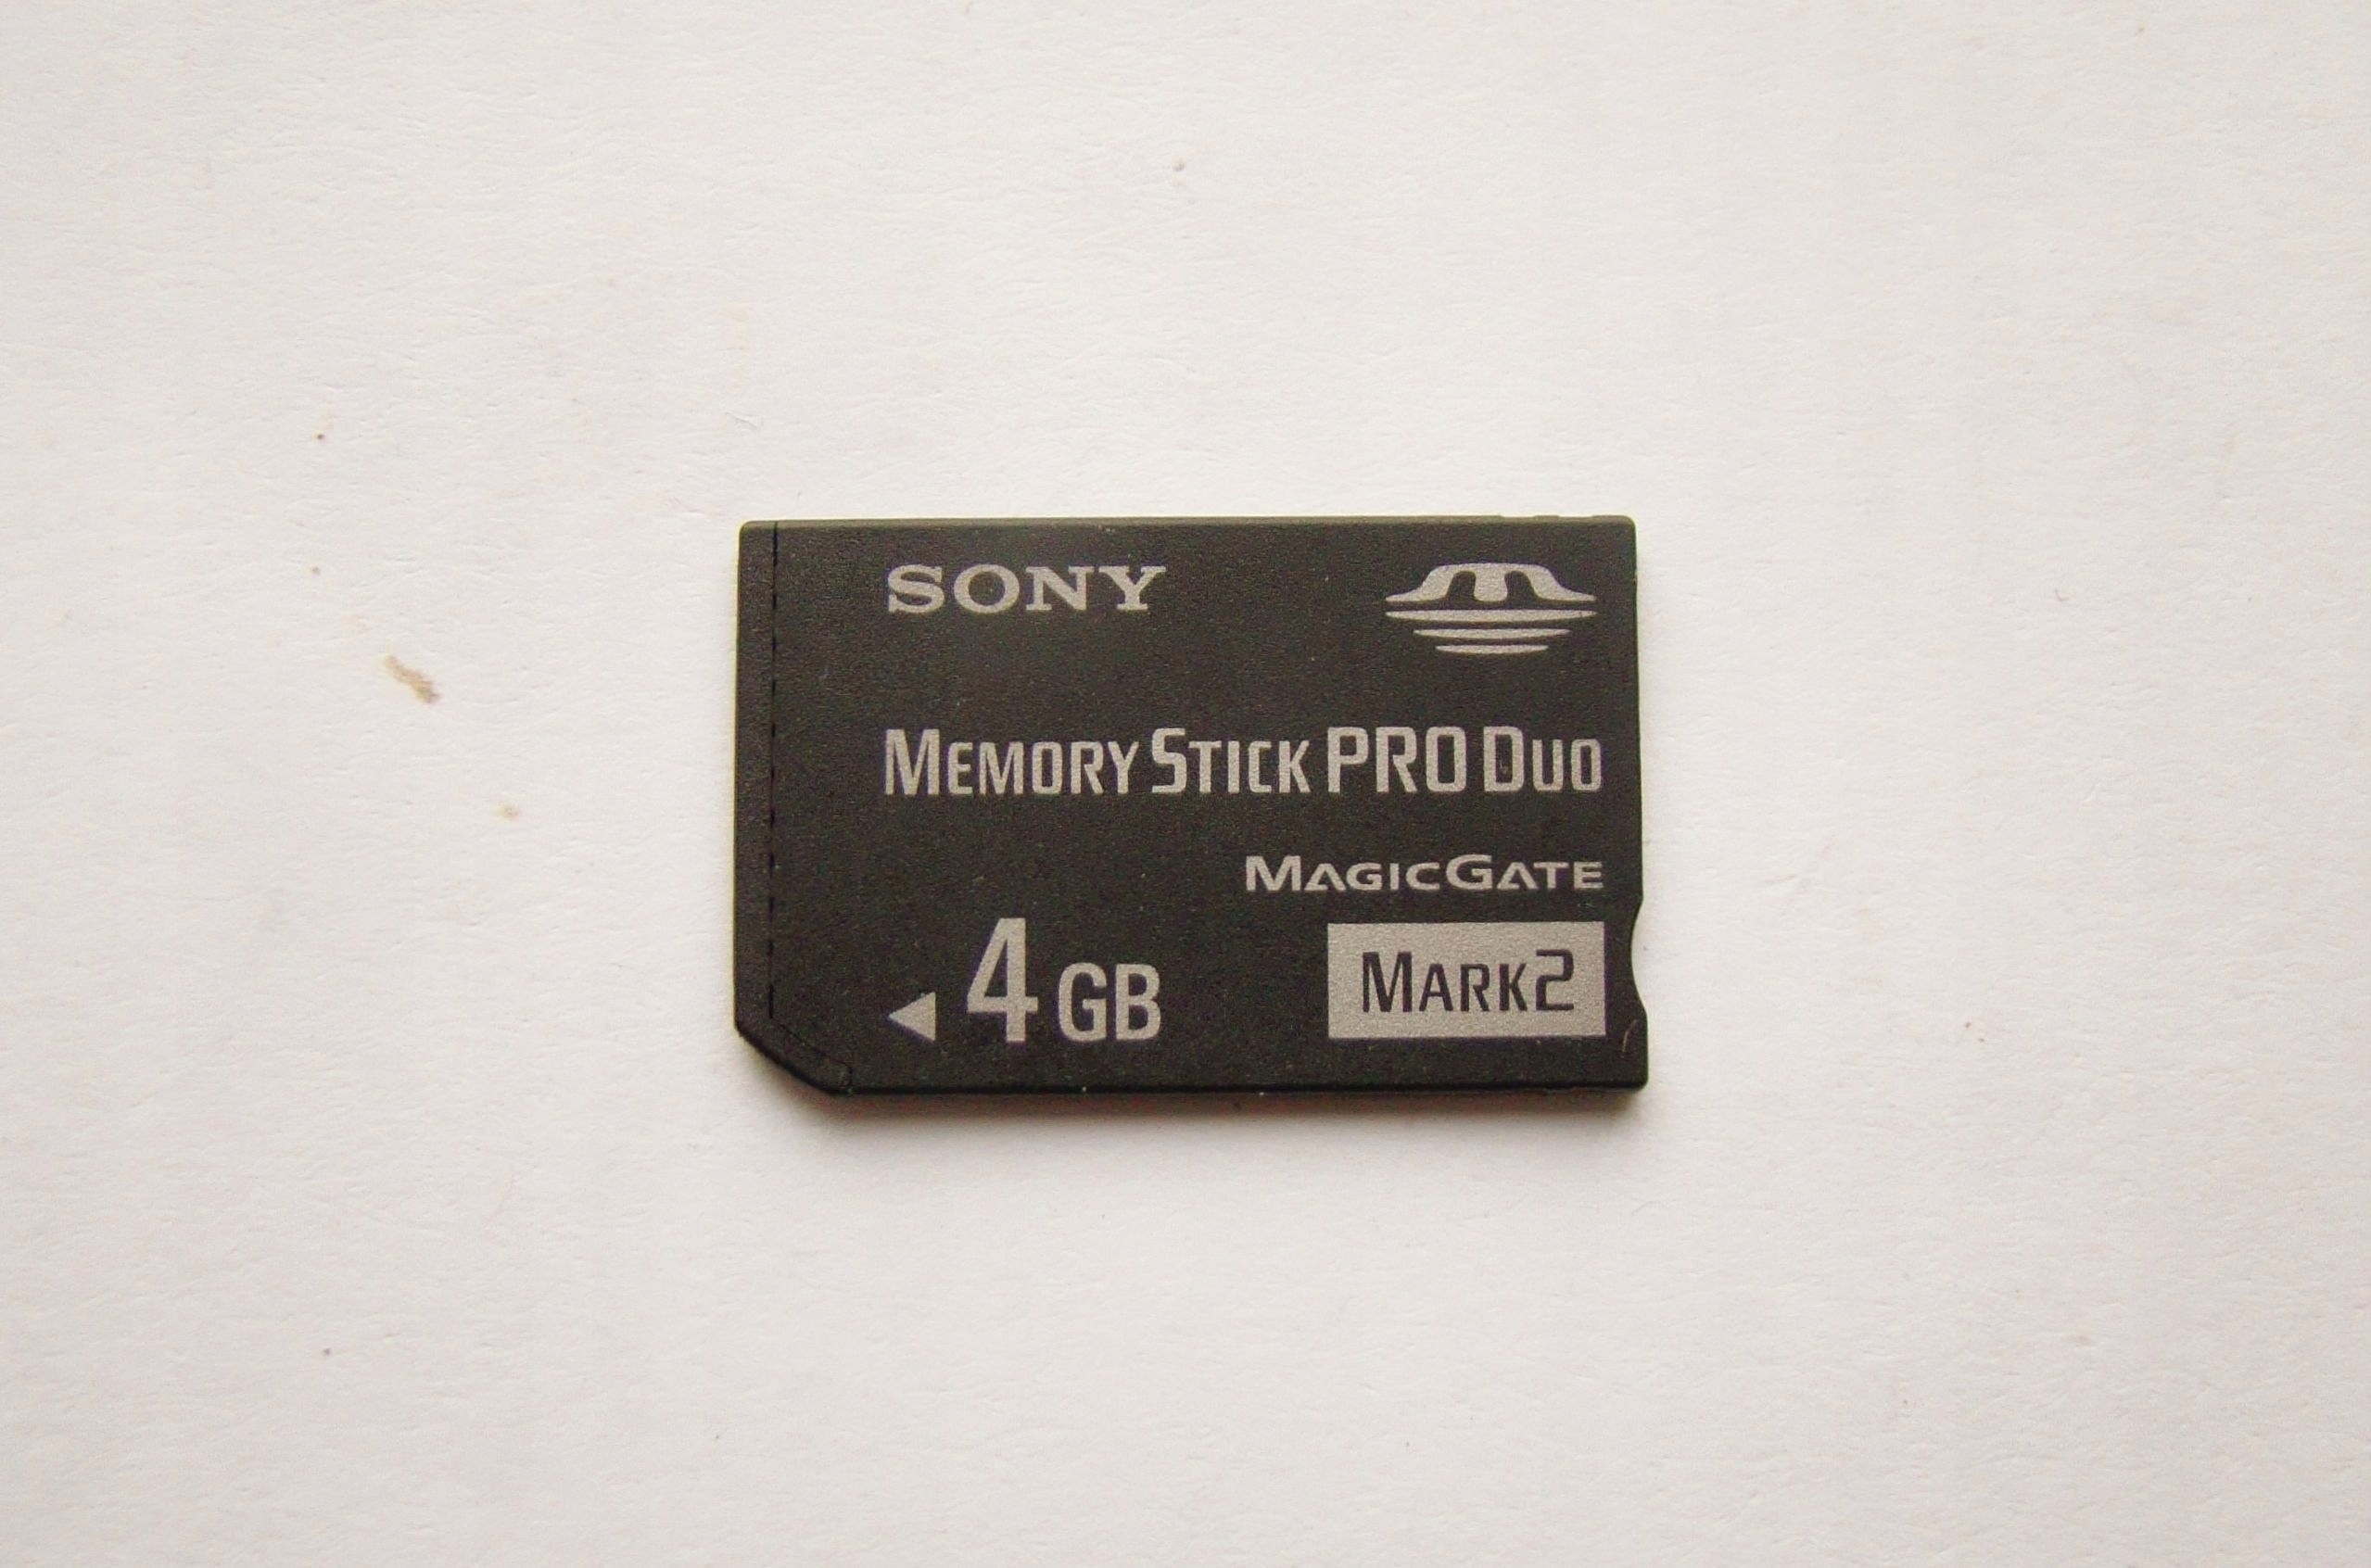 SONY
MEMORY STICK PRO DUO
MAGICGATE
4 GB MARK2